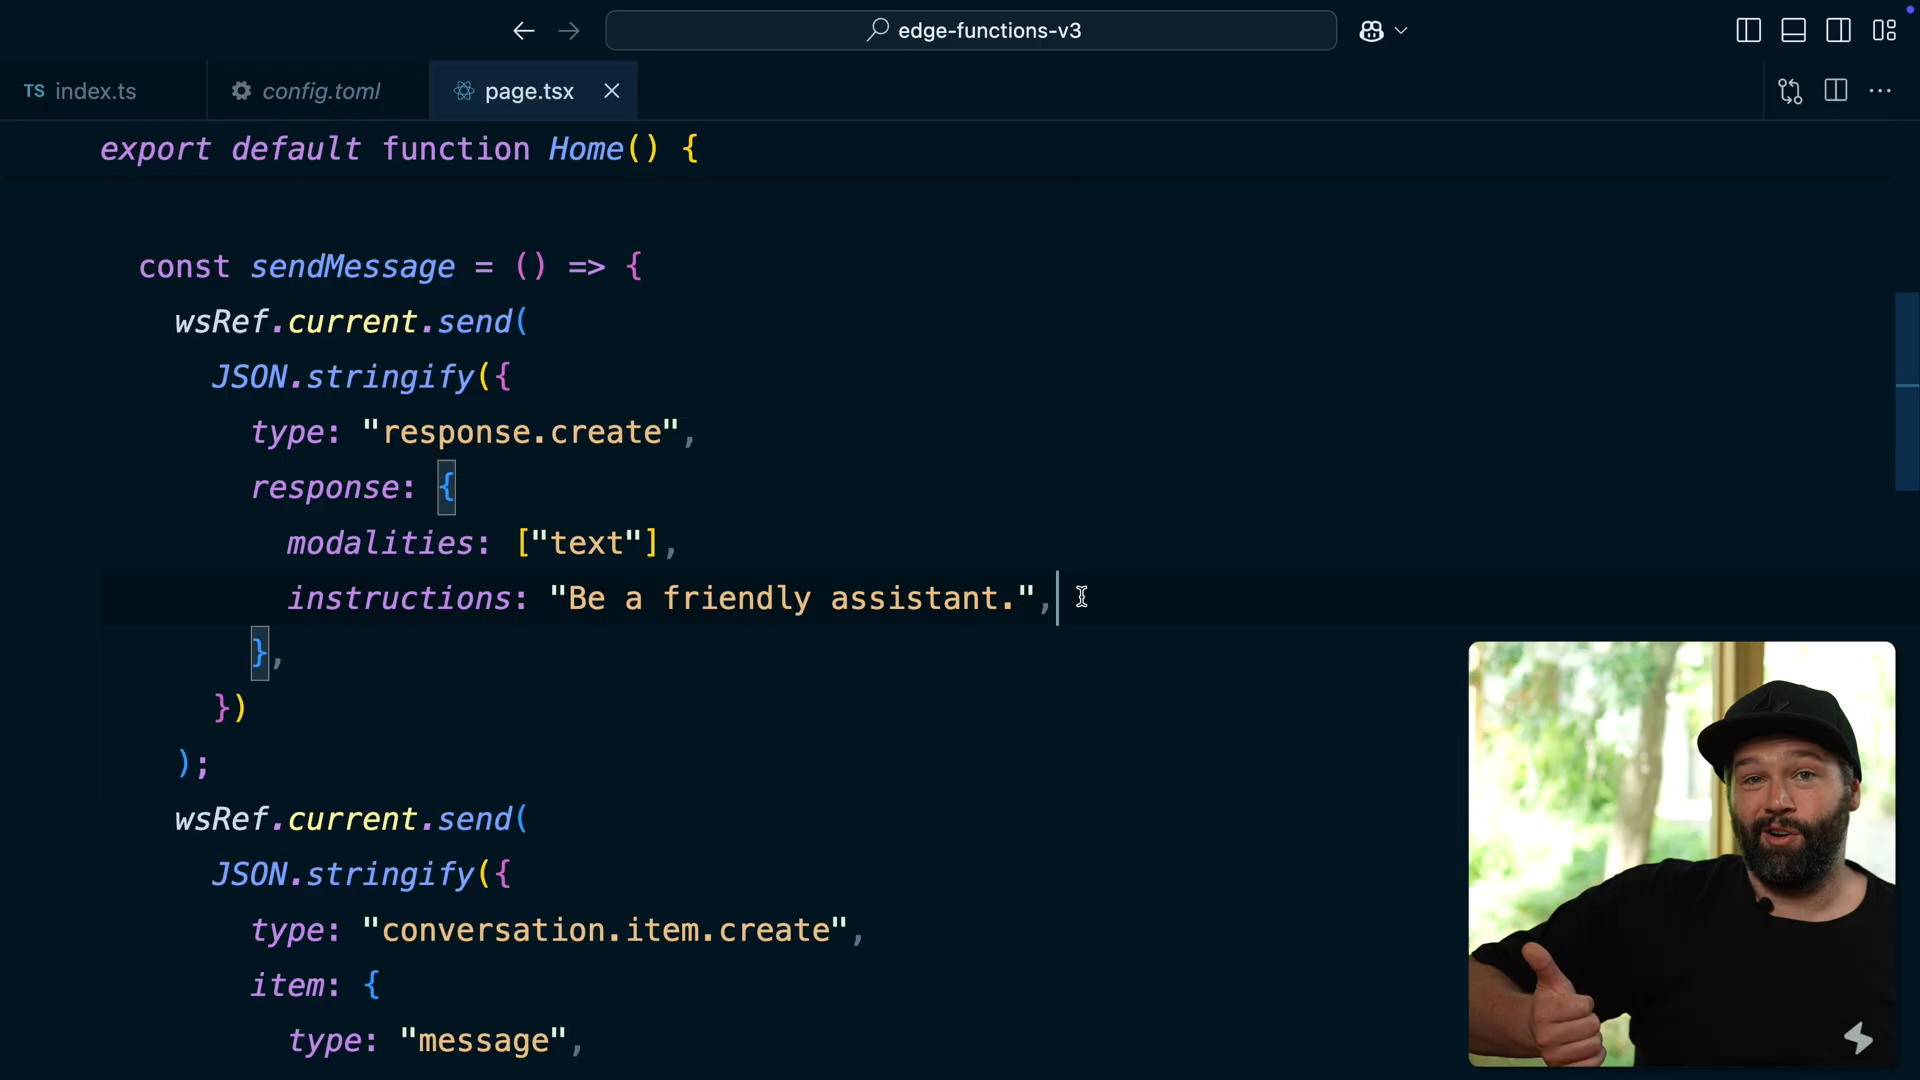 edge-functions-v3
TS index.ts
config.toml
page.tsx
export default function Home() {
const sendMessage = () => {
wsRef.current.send(
JSON.stringify({
type: "response.create",
response: {
modalities: ["text"],
instructions: "Be a friendly assistant.",
},
})
);
wsRef.current.send(
JSON.stringify({
type: "conversation.item.create",
item: {
type: "message",